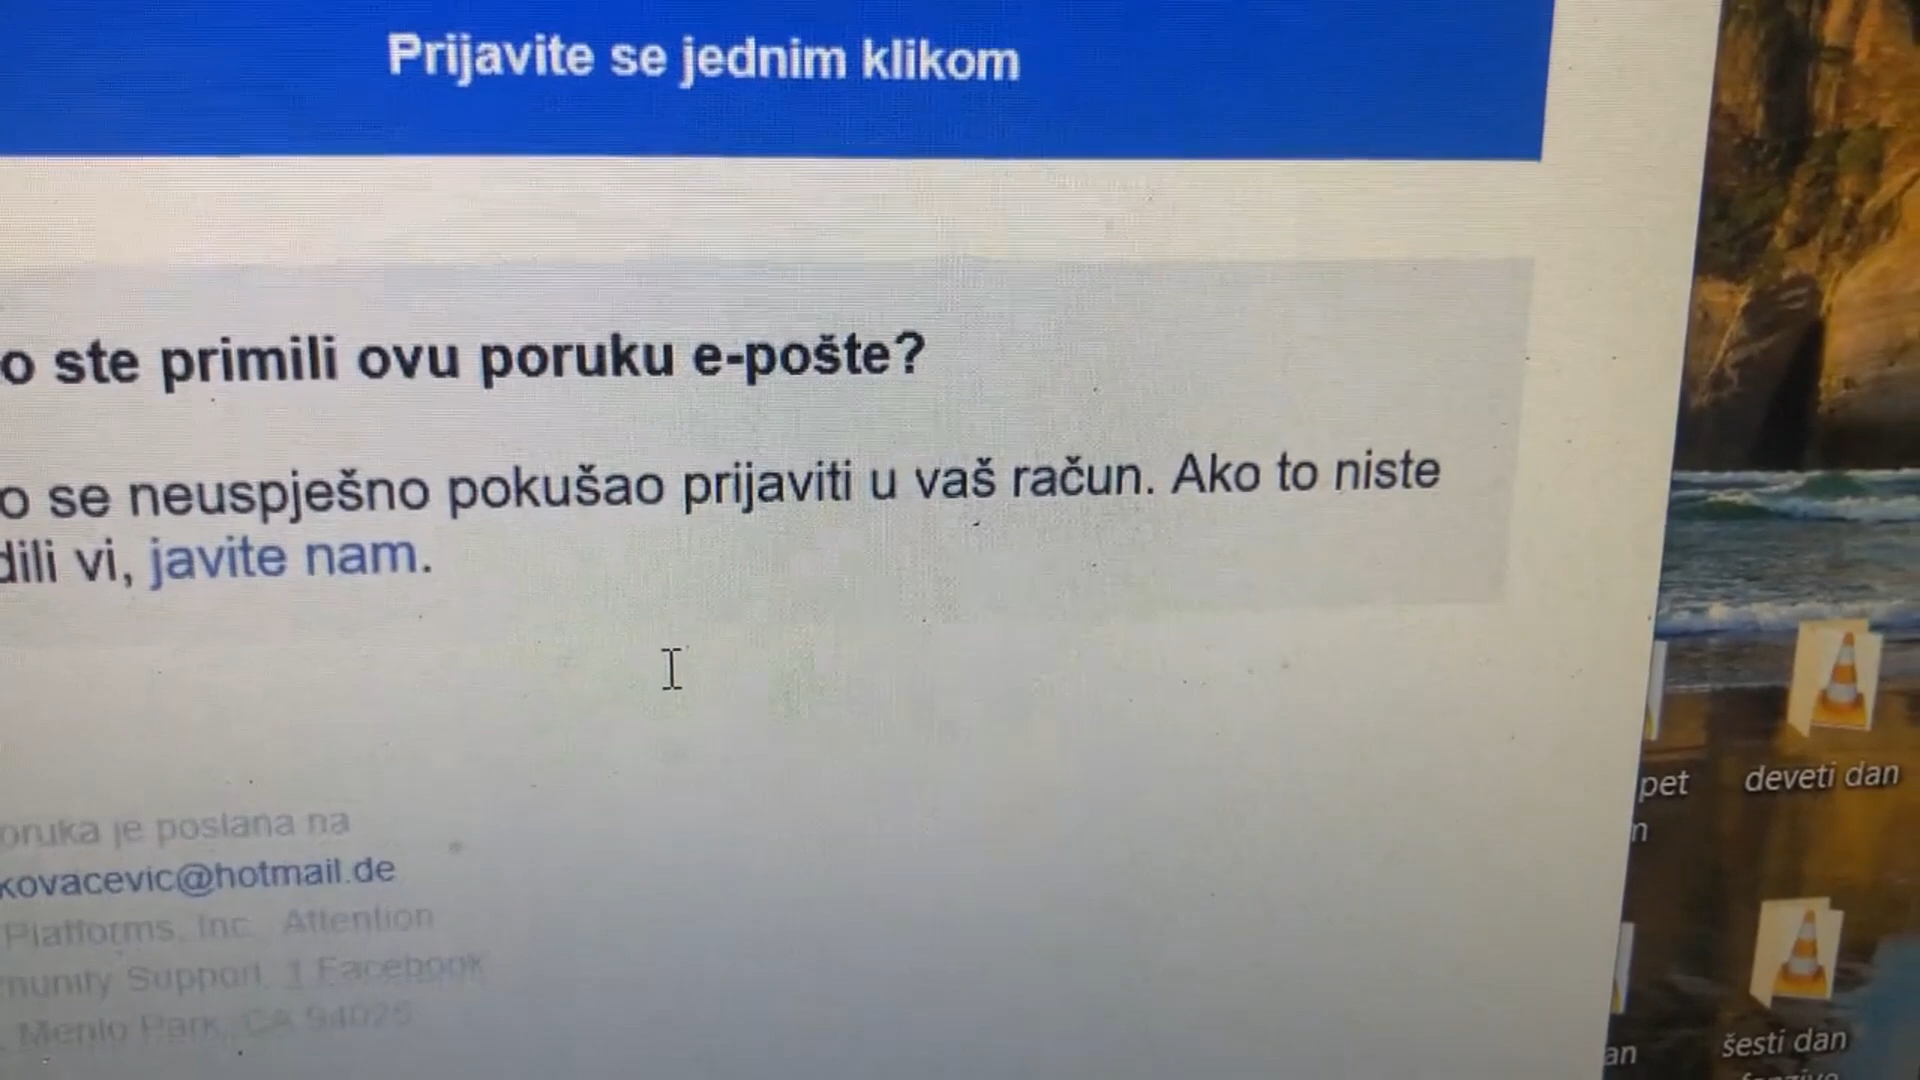 Prijavite se jednim klikom
o ste primili ovu poruku e-pošte?
o se neuspješno pokušao prijaviti u vaš račun. Ako to niste
dili vi, javite nam.
oruka je poslana na
kovacevic@hotmail.de
Platforms, Inc., Attention
munity Support, 1 Facebook
Menlo Park, CA 94025
pet
n
deveti dan
an
šesti dan